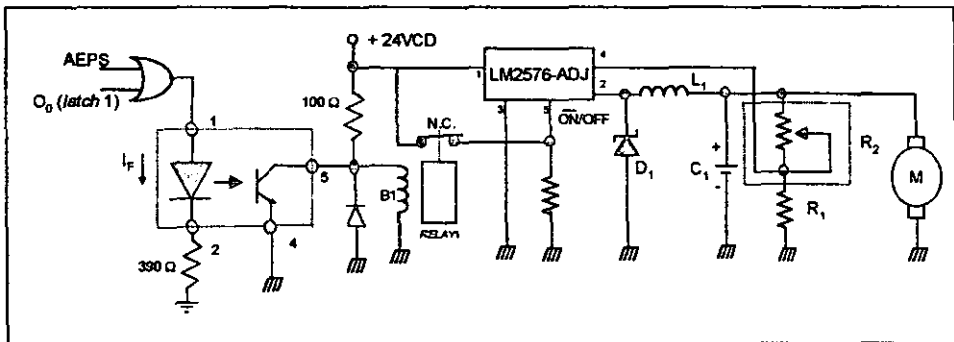 + 24VCD
AEPS
O₀ (latch 1)
1
I_F
5
2
4
390 Ω
100 Ω
B1
N.C.
RELAY1
1
LM2576-ADJ
4
2
3
5
ON/OFF
L₁
D₁
+
C₁
-
R₂
R₁
M